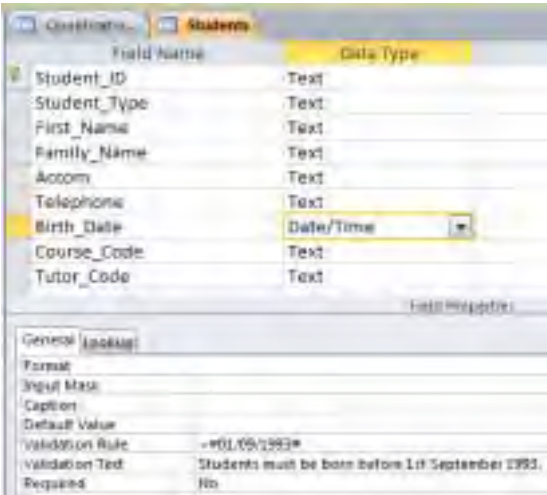 Students
Field Name Data Type
Student_ID Text
Student_Type Text
First_Name Text
Family_Name Text
Accom Text
Telephone Text
Birth_Date Date/Time
Course_Code Text
Tutor_Code Text
Field Properties
General Lookup
Format
Input Mask
Caption
Default Value
Validation Rule #01/09/1993#
Validation Text Students must be born before 1st September 1993.
Required No